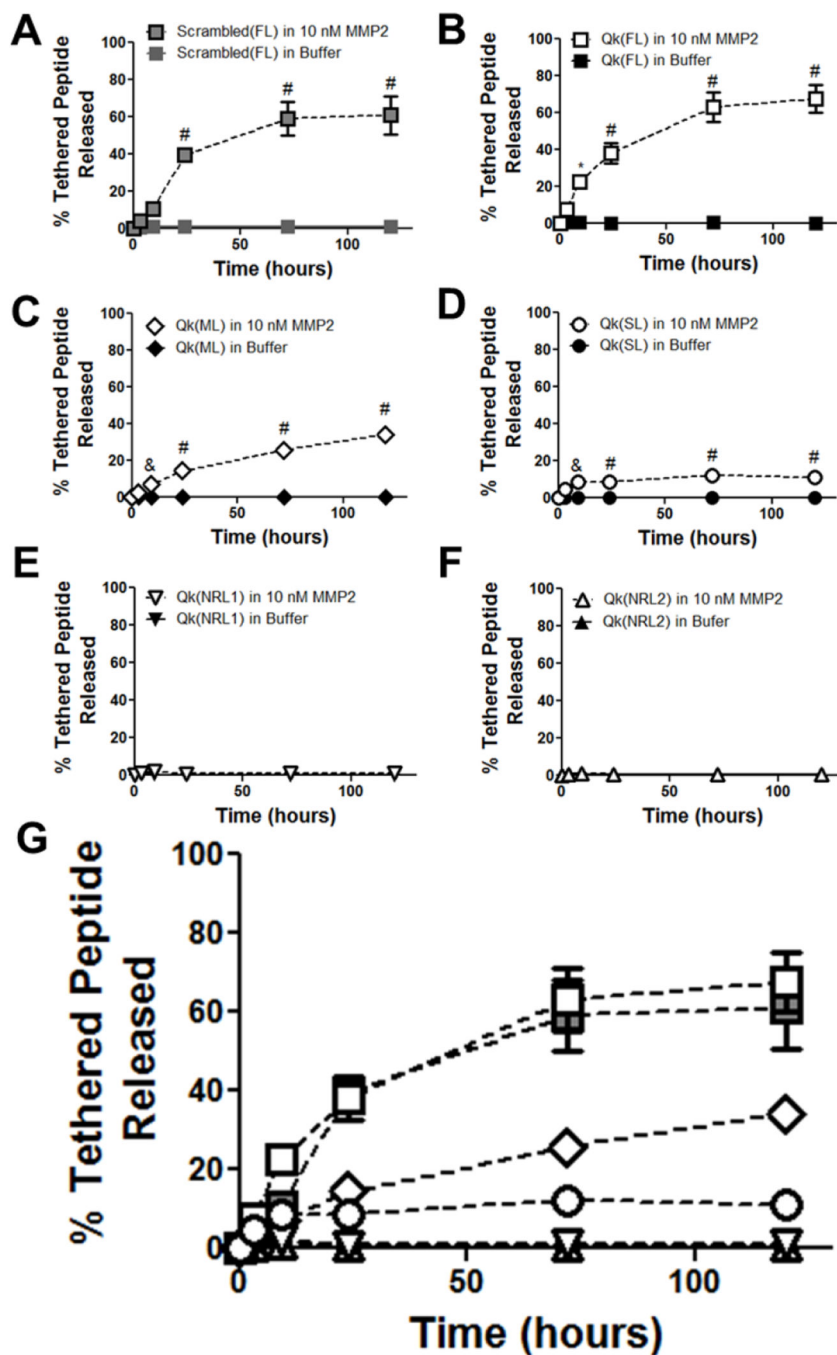 A
Scrambled(FL) in 10 nM MMP2
Scrambled(FL) in Buffer
% Tethered Peptide
Released
100
80
60
40
20
0
# # #
50 100
Time (hours)
B
Qk(FL) in 10 nM MMP2
Qk(FL) in Buffer
% Tethered Peptide
Released
100
80
60
40
20
0
* # # #
0 50 100
Time (hours)
C
Qk(ML) in 10 nM MMP2
Qk(ML) in Buffer
% Tethered Peptide
Released
100
80
60
40
20
0
& # # #
0 50 100
Time (hours)
D
Qk(SL) in 10 nM MMP2
Qk(SL) in Buffer
% Tethered Peptide
Released
100
80
60
40
20
0
& # # #
0 50 100
Time (hours)
E
Qk(NRL1) in 10 nM MMP2
Qk(NRL1) in Buffer
% Tethered Peptide
Released
100
80
60
40
20
0
0 50 100
Time (hours)
F
Qk(NRL2) in 10 nM MMP2
Qk(NRL2) in Bufer
% Tethered Peptide
Released
100
80
60
40
20
0
0 50 100
Time (hours)
G
% Tethered Peptide
Released
100
80
60
40
20
0
0 50 100
Time (hours)